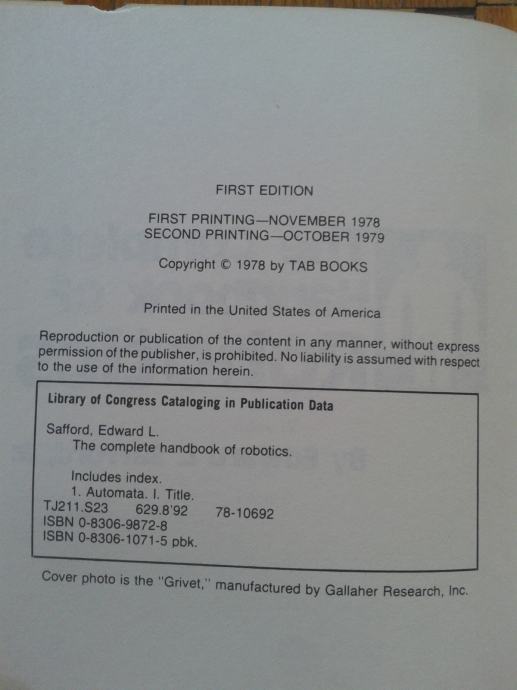 FIRST EDITION
FIRST PRINTING—NOVEMBER 1978
SECOND PRINTING—OCTOBER 1979
Copyright © 1978 by TAB BOOKS
Printed in the United States of America
Reproduction or publication of the content in any manner, without express
permission of the publisher, is prohibited. No liability is assumed with respect
to the use of the information herein.
Library of Congress Cataloging in Publication Data
Safford, Edward L.
The complete handbook of robotics.
Includes index.
1. Automata. I. Title.
TJ211.S23 629.8'92 78-10692
ISBN 0-8306-9872-8
ISBN 0-8306-1071-5 pbk.
Cover photo is the "Grivet," manufactured by Gallaher Research, Inc.